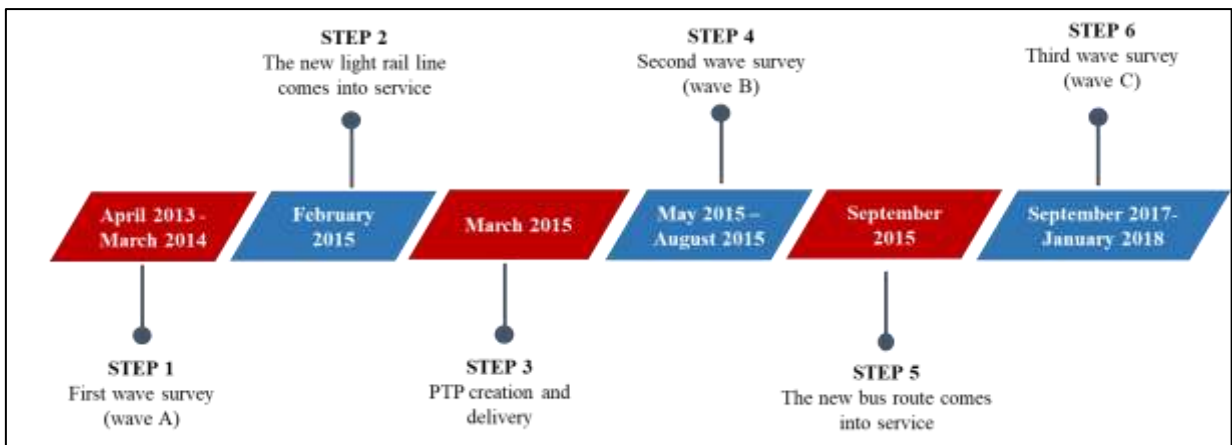 STEP 2
The new light rail line
comes into service
STEP 4
Second wave survey
(wave B)
STEP 6
Third wave survey
(wave C)
April 2013 -
March 2014
February
2015
March 2015
May 2015 –
August 2015
September
2015
September 2017-
January 2018
STEP 1
First wave survey
(wave A)
STEP 3
PTP creation and
delivery
STEP 5
The new bus route comes
into service